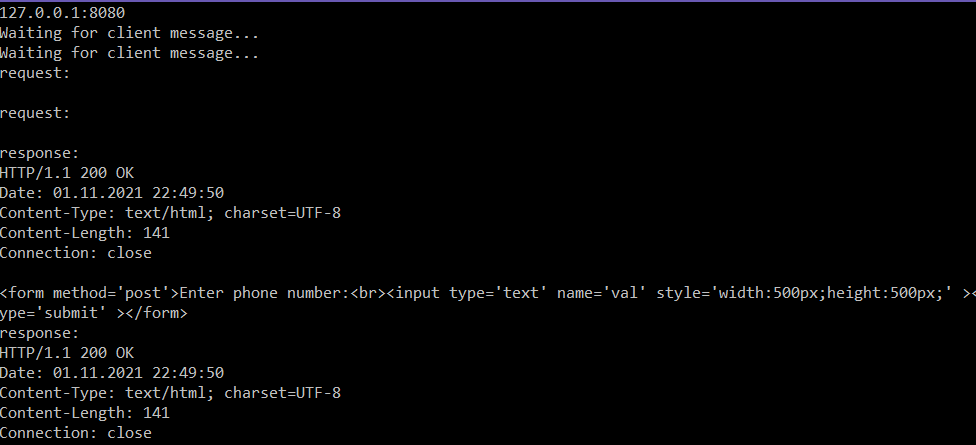 127.0.0.1:8080
Waiting for client message...
Waiting for client message...
request:
request:
response:
HTTP/1.1 200 OK
Date: 01.11.2021 22:49:50
Content-Type: text/html; charset=UTF-8
Content-Length: 141
Connection: close
<form method='post'>Enter phone number:<br><input type='text' name='val' style='width:500px;height:500px;' ><
ype='submit' ></form>
response:
HTTP/1.1 200 OK
Date: 01.11.2021 22:49:50
Content-Type: text/html; charset=UTF-8
Content-Length: 141
Connection: close